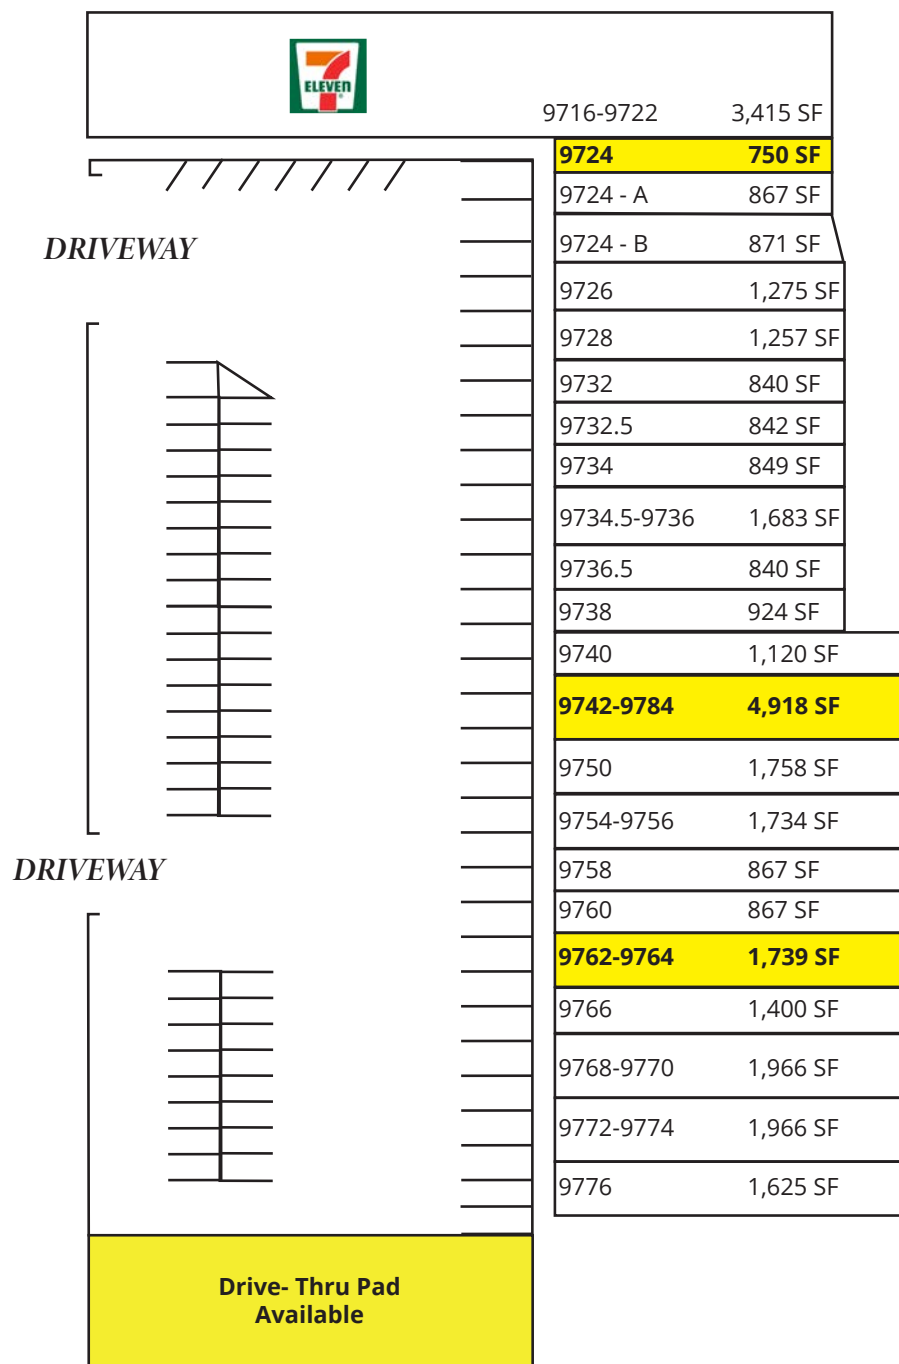 7
ELEVEN
9716-9722 3,415 SF
9724 750 SF
9724 - A 867 SF
DRIVEWAY
9724 - B 871 SF
9726 1,275 SF
9728 1,257 SF
9732 840 SF
9732.5 842 SF
9734 849 SF
9734.5-9736 1,683 SF
9736.5 840 SF
9738 924 SF
9740 1,120 SF
9742-9784 4,918 SF
9750 1,758 SF
9754-9756 1,734 SF
DRIVEWAY
9758 867 SF
9760 867 SF
9762-9764 1,739 SF
9766 1,400 SF
9768-9770 1,966 SF
9772-9774 1,966 SF
9776 1,625 SF
Drive- Thru Pad
Available